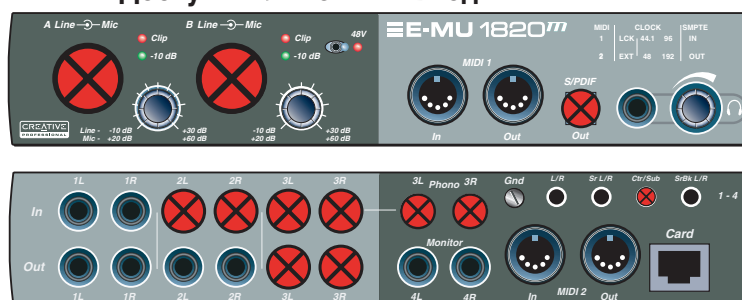 A Line Mic B Line Mic
Clip Clip 48V
-10 dB -10 dB
E-MU 1820m
MIDI CLOCK SMPTE
LCK 44.1 96 IN
2 EXT 48 192 OUT
MIDI 1
S/PDIF
In Out Out
CREATIVE
PROFESSIONAL
Line - -10 dB +30 dB -10 dB +30 dB
Mic - +20 dB +60 dB +20 dB +60 dB
1L 1R 2L 2R 3L 3R 3L Phono 3R Gnd L/R Sr L/R Ctr/Sub SrBk L/R
In 1 - 4
Monitor Card
Out
1L 1R 2L 2R 3L 3R 4L 4R In MIDI 2 Out